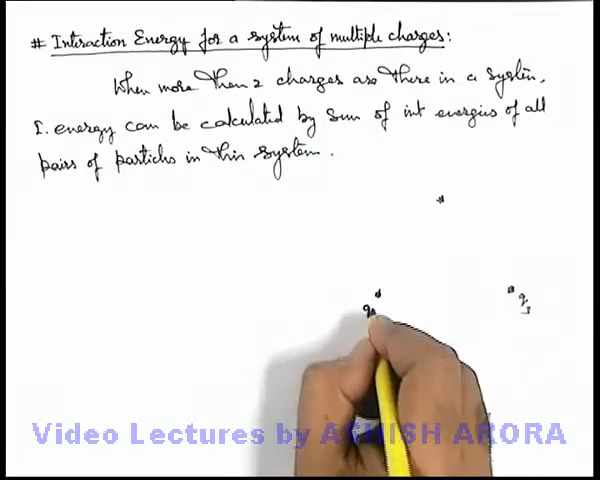 # Interaction Energy for a system of multiple charges:
When more than 2 charges are there in a system,
I. energy can be calculated by sum of int energies of all
pairs of particles in this system.
q3
Video Lectures by ASHISH ARORA